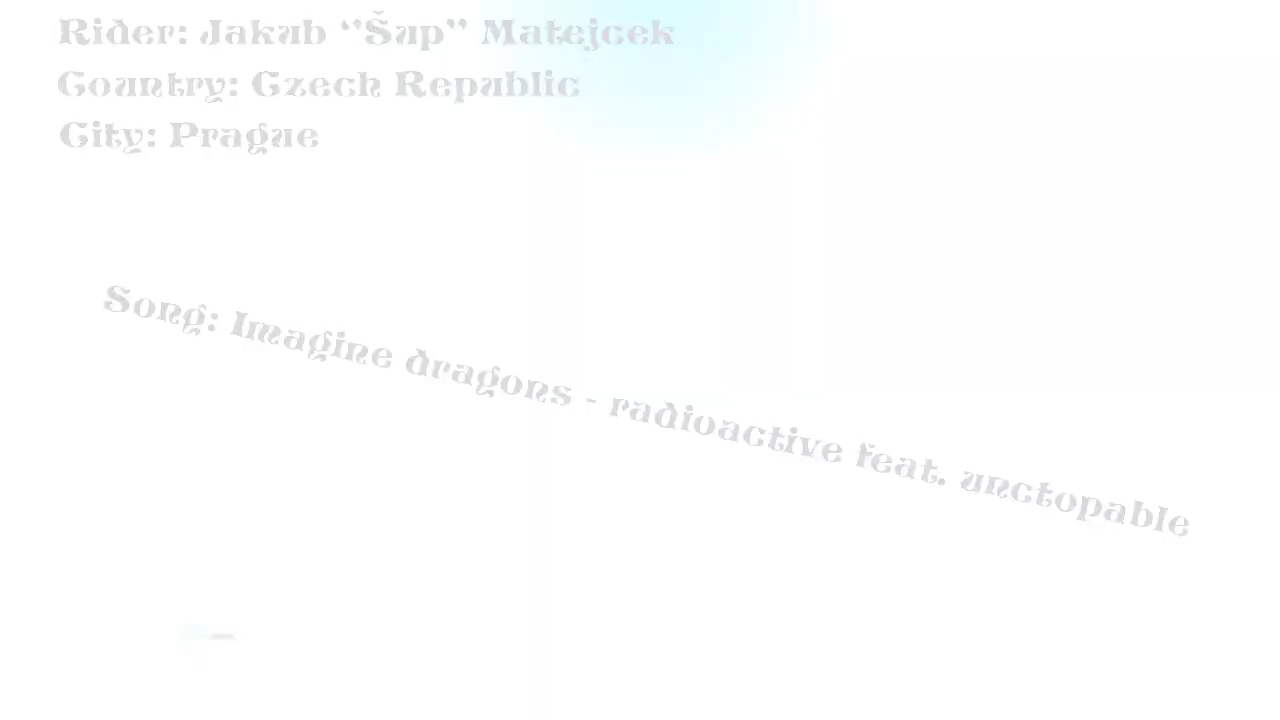 Rider: Jakub “Šup” Matejcek
Country: Czech Republic
City: Prague
Song: Imagine dragons - radioactive feat. unctopable